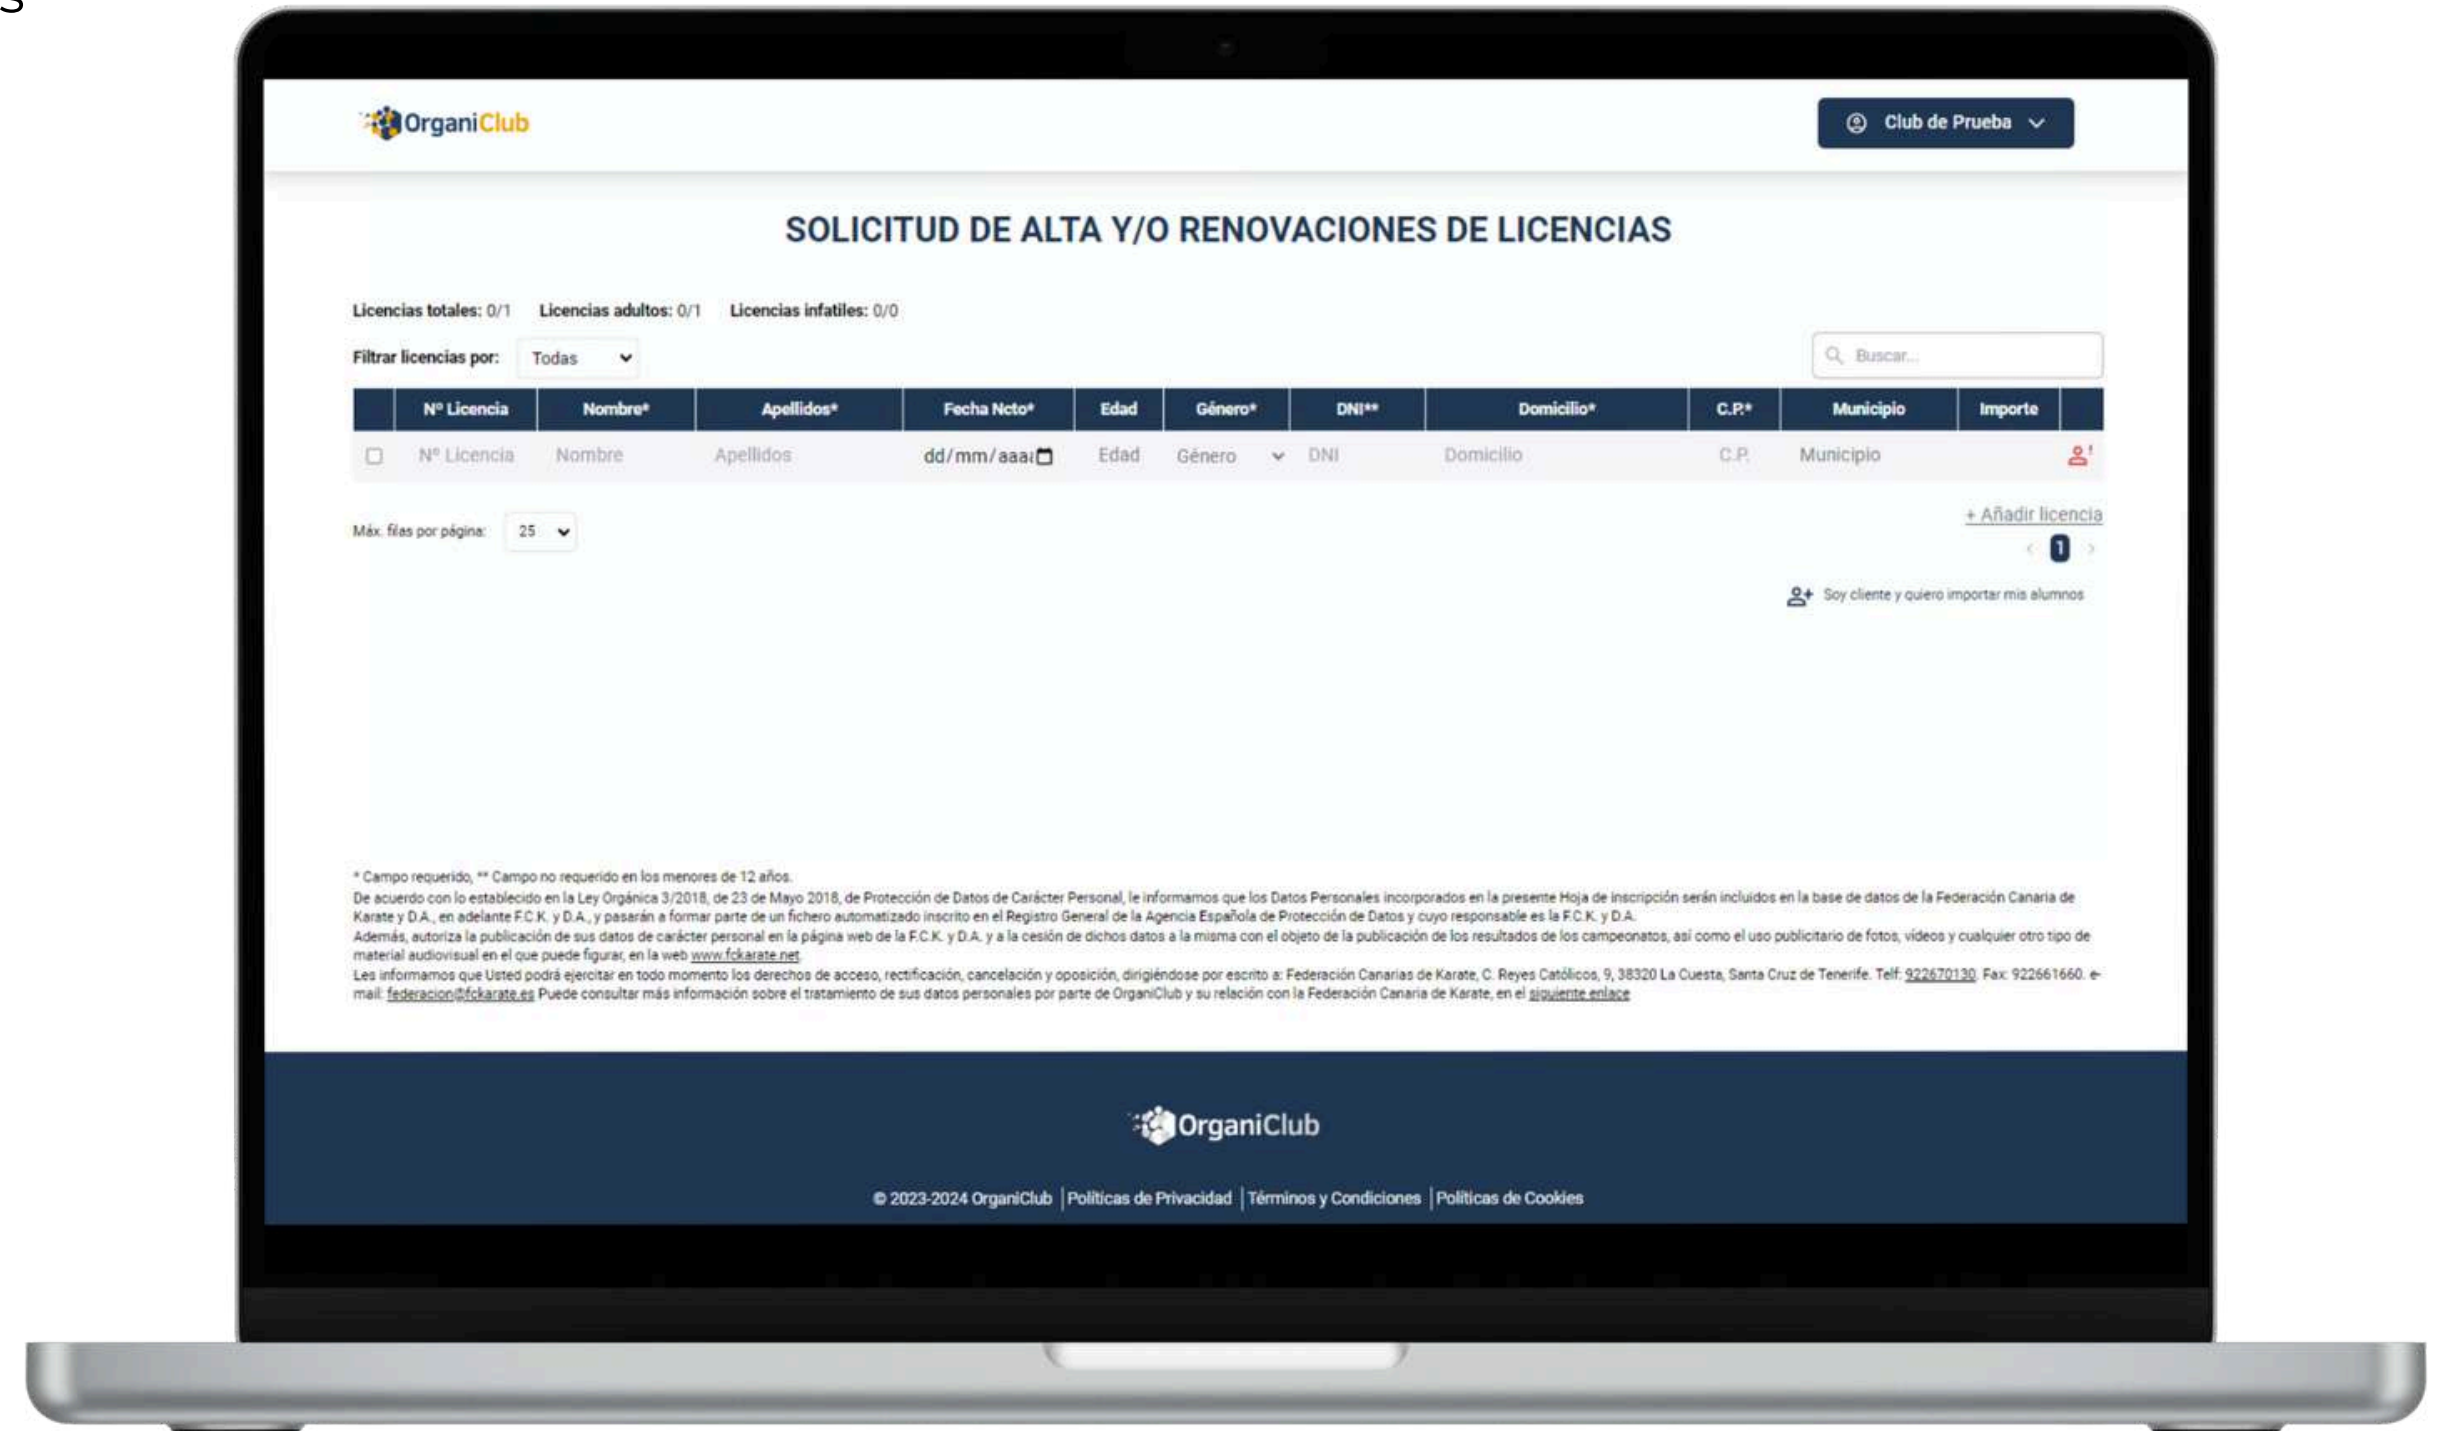 s
OrganiClub
Club de Prueba
SOLICITUD DE ALTA Y/O RENOVACIONES DE LICENCIAS
Licencias totales: 0/1 Licencias adultos: 0/1 Licencias infatiles: 0/0
Filtrar licencias por: Todas
Buscar...
Nº Licencia Nombre* Apellidos* Fecha Ncto* Edad Género* DNI** Domicilio* C.P.* Municipio Importe
Nº Licencia Nombre Apellidos dd/mm/aaaa Edad Género DNI Domicilio C.P. Municipio
+ Añadir licencia
Máx. filas por página: 25
< 1 >
Soy cliente y quiero importar mis alumnos
* Campo requerido, ** Campo no requerido en los menores de 12 años.
De acuerdo con lo establecido en la Ley Orgánica 3/2018, de 23 de Mayo 2018, de Protección de Datos de Carácter Personal, le informamos que los Datos Personales incorporados en la presente Hoja de Inscripción serán incluidos en la base de datos de la Federación Canaria de
Karate y D.A., en adelante F.C.K. y D.A., y pasarán a formar parte de un fichero automatizado inscrito en el Registro General de la Agencia Española de Protección de Datos y cuyo responsable es la F.C.K. y D.A.
Además, autoriza la publicación de sus datos de carácter personal en la página web de la F.C.K. y D.A. y a la cesión de dichos datos a la misma con el objeto de la publicación de los resultados de los campeonatos, así como el uso publicitario de fotos, vídeos y cualquier otro tipo de
material audiovisual en el que puede figurar, en la web www.fckarate.net
Les informamos que Usted podrá ejercitar en todo momento los derechos de acceso, rectificación, cancelación y oposición, dirigiéndose por escrito a: Federación Canarias de Karate, C. Reyes Católicos, 9, 38320 La Cuesta, Santa Cruz de Tenerife. Telf: 922670130. Fax: 922661660. e-
mail: federacion@fckarate.es Puede consultar más información sobre el tratamiento de sus datos personales por parte de OrganiClub y su relación con la Federación Canaria de Karate, en el siguiente enlace
OrganiClub
© 2023-2024 OrganiClub | Políticas de Privacidad | Términos y Condiciones | Políticas de Cookies